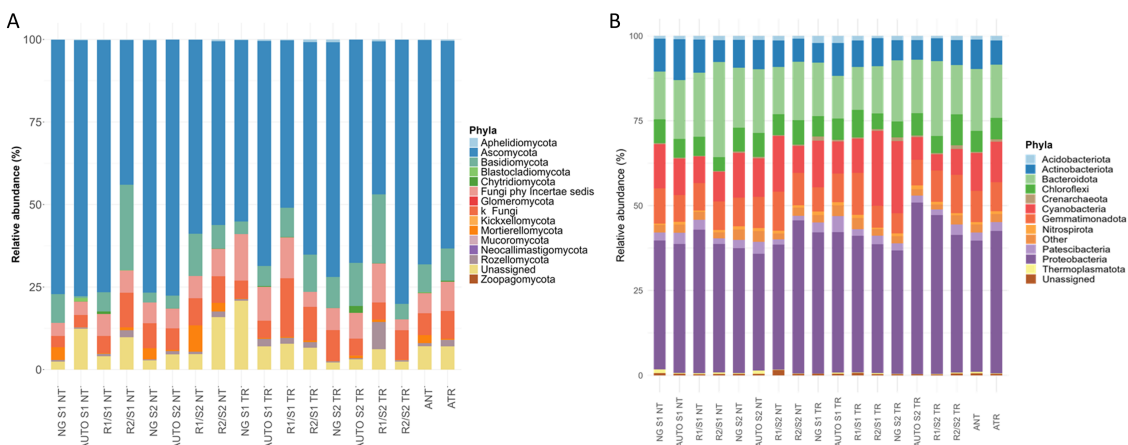 A
Relative abundance (%)
100
75
50
25
0
NG S1 NT
AUTO S1 NT
R1/S1 NT
R2/S1 NT
NG S2 NT
AUTO S2 NT
R1/S2 NT
R2/S2 NT
NG S1 TR
AUTO S1 TR
R1/S1 TR
R2/S1 TR
NG S2 TR
AUTO S2 TR
R1/S2 TR
R2/S2 TR
ANT
ATR
Phyla
Aphelidiomycota
Ascomycota
Basidiomycota
Blastocladiomycota
Chytridiomycota
Fungi phy Incertae sedis
Glomeromycota
k Fungi
Kickxellomycota
Mortierellomycota
Mucoromycota
Neocallimastigomycota
Rozellomycota
Unassigned
Zoopagomycota
B
Relative abundance (%)
100
75
50
25
0
NG S1 NT
AUTO S1 NT
R1/S1 NT
R2/S1 NT
NG S2 NT
AUTO S2 NT
R1/S2 NT
R2/S2 NT
NG S1 TR
AUTO S1 TR
R1/S1 TR
R2/S1 TR
NG S2 TR
AUTO S2 TR
R1/S2 TR
R2/S2 TR
ANT
ATR
Phyla
Acidobacteriota
Actinobacteriota
Bacteroidota
Chloroflexi
Crenarchaeota
Cyanobacteria
Gemmatimonadota
Nitrospirota
Other
Patescibacteria
Proteobacteria
Thermoplasmatota
Unassigned